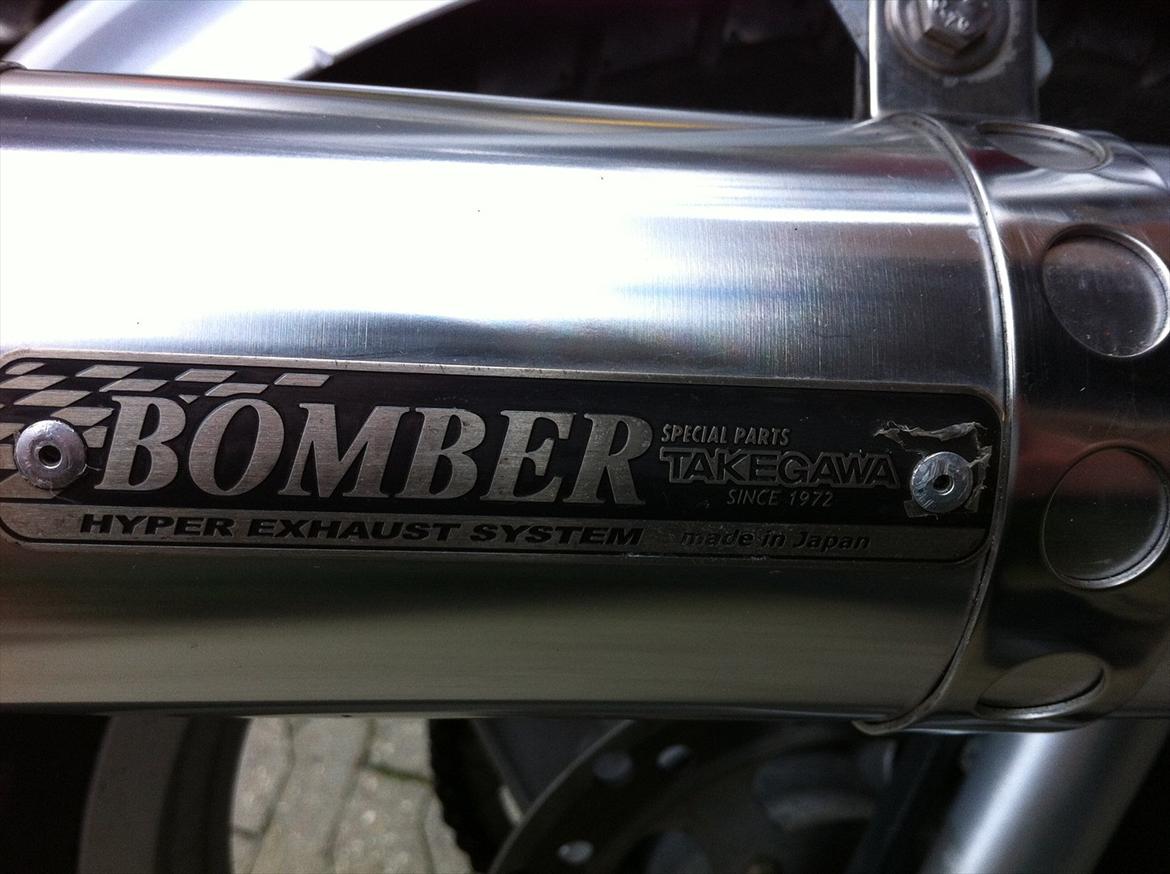 BOMBER
SPECIAL PARTS
TAKEGAWA
SINCE 1972
HYPER EXHAUST SYSTEM
made in Japan